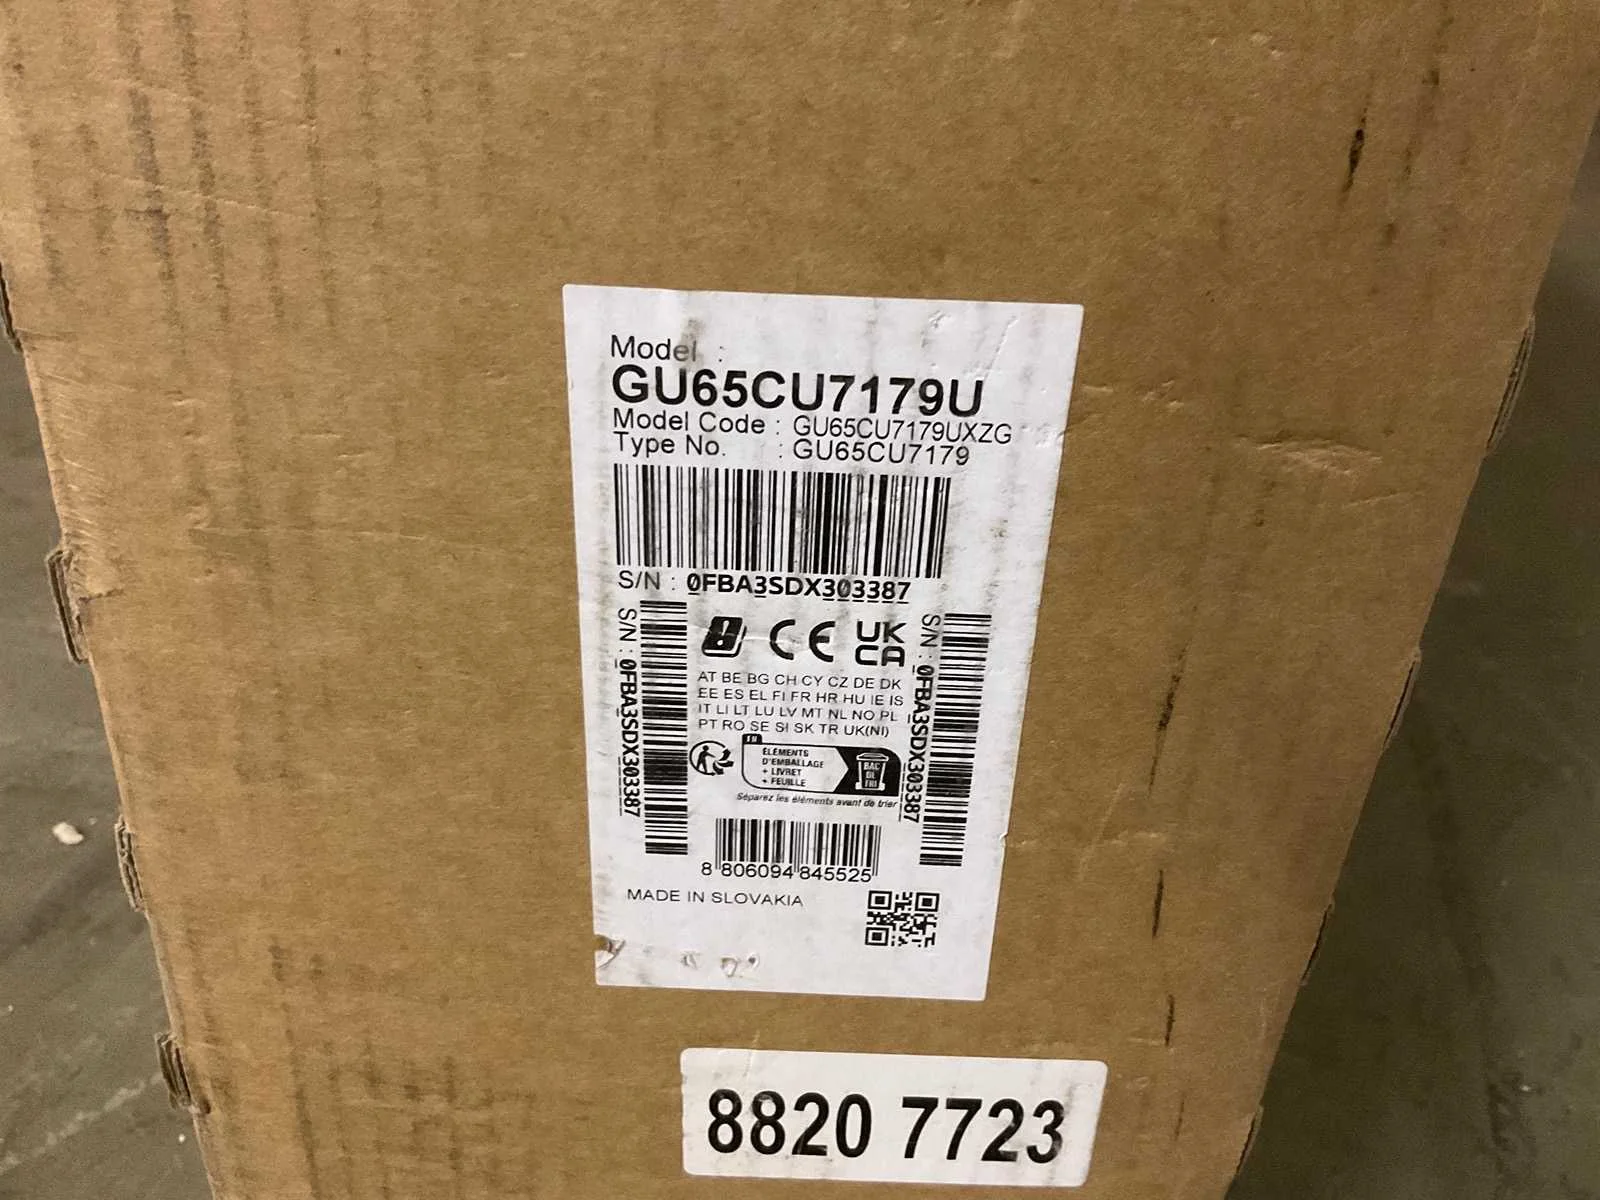 Model :
GU65CU7179U
Model Code : GU65CU7179UXZG
Type No. : GU65CU7179
S/N : 0FBA3SDX303387
S/N : 0FBA3SDX303387
CE
UK
CA
S/N : 0FBA3SDX303387
AT BE BG CH CY CZ DE DK
EE ES EL FI FR HR HU IE IS
IT LI LT LU LV MT NL NO PL
PT RO SE SI SK TR UK(NI)
FR
ÉLÉMENTS
D'EMBALLAGE
+ LIVRET
+ FEUILLE
BAC
DE
TRI
Séparez les éléments avant de trier
8 806094 845525
MADE IN SLOVAKIA
8820 7723